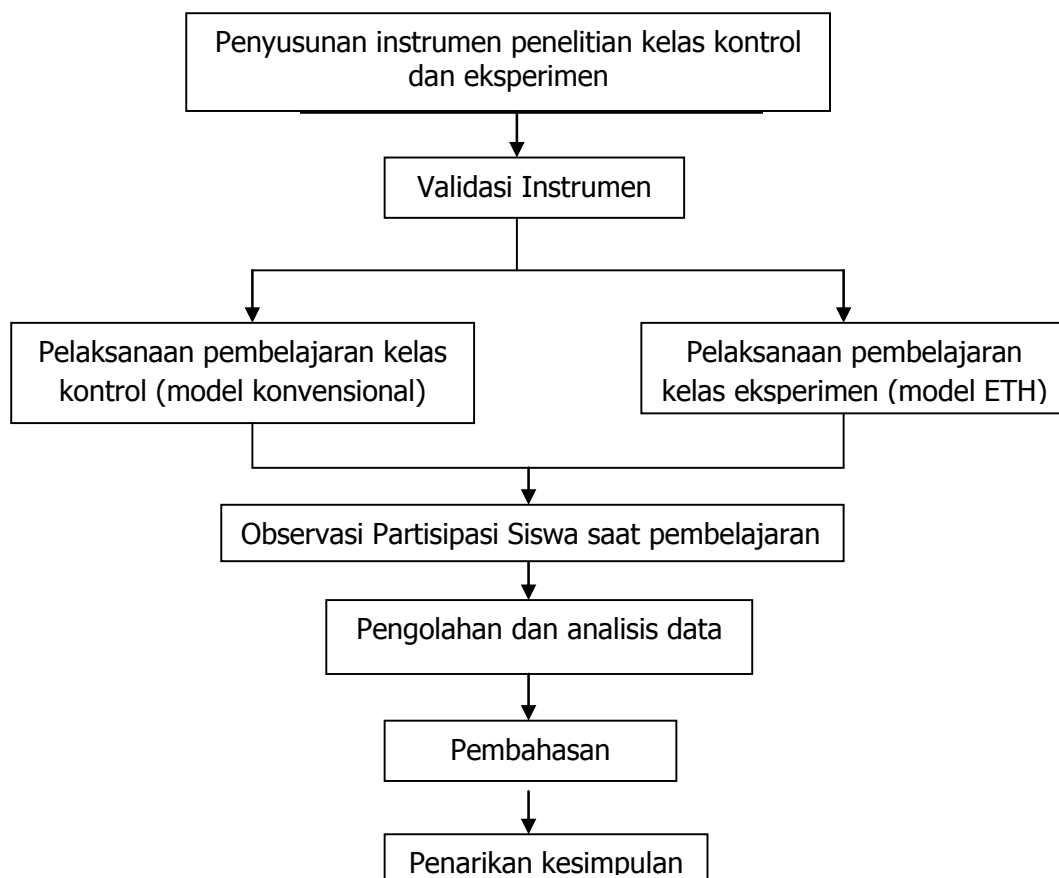 Penyusunan instrumen penelitian kelas kontrol
dan eksperimen
Validasi Instrumen
Pelaksanaan pembelajaran kelas
kontrol (model konvensional)
Pelaksanaan pembelajaran
kelas eksperimen (model ETH)
Observasi Partisipasi Siswa saat pembelajaran
Pengolahan dan analisis data
Pembahasan
Penarikan kesimpulan